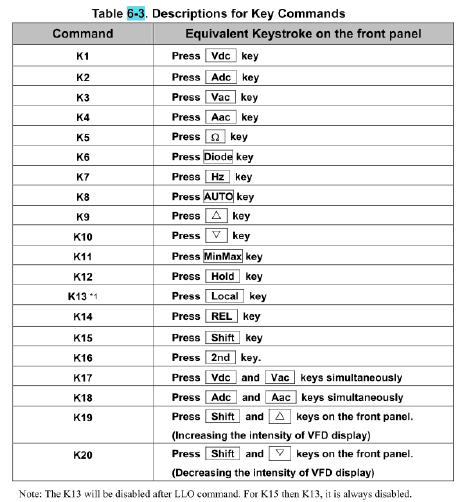 Table 6-3. Descriptions for Key Commands
Command Equivalent Keystroke on the front panel
K1 Press Vdc key
K2 Press Adc key
K3 Press Vac key
K4 Press Aac key
K5 Press Ω key
K6 Press Diode key
K7 Press Hz key
K8 Press AUTO key
K9 Press △ key
K10 Press ▽ key
K11 Press MinMax key
K12 Press Hold key
K13 *1 Press Local key
K14 Press REL key
K15 Press Shift key
K16 Press 2nd key.
K17 Press Vdc and Vac keys simultaneously
K18 Press Adc and Aac keys simultaneously
K19 Press Shift and △ keys on the front panel.
(Increasing the intensity of VFD display)
K20 Press Shift and ▽ keys on the front panel.
(Decreasing the intensity of VFD display)
Note: The K13 will be disabled after LLO command. For K15 then K13, it is always disabled.